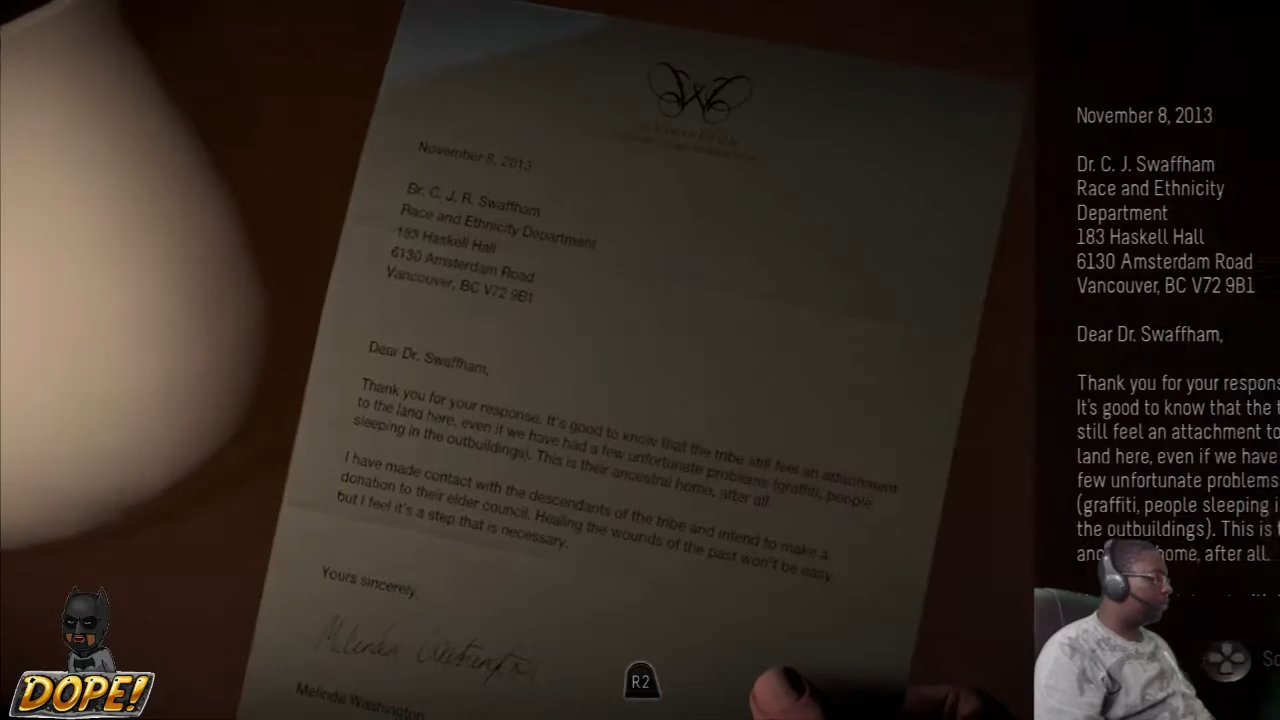 W
WASHINGTON
November 8, 2013
Dr. C. J. R. Swaffham
Race and Ethnicity Department
183 Haskell Hall
6130 Amsterdam Road
Vancouver, BC V72 9B1
Dear Dr. Swaffham,
Thank you for your response. It's good to know that the tribe still feel an attachment
to the land here, even if we have had a few unfortunate problems (graffiti, people
sleeping in the outbuildings). This is their ancestral home, after all.
I have made contact with the descendants of the tribe and intend to make a
donation to their elder council. Healing the wounds of the past won't be easy
but I feel it's a step that is necessary.
Yours sincerely,
Melinda Washington
Melinda Washington
R2
DOPE!
November 8, 2013
Dr. C. J. Swaffham
Race and Ethnicity
Department
183 Haskell Hall
6130 Amsterdam Road
Vancouver, BC V72 9B1
Dear Dr. Swaffham,
Thank you for your respons
It's good to know that the t
still feel an attachment to
land here, even if we have
few unfortunate problems
(graffiti, people sleeping i
the outbuildings). This is t
home, after all.